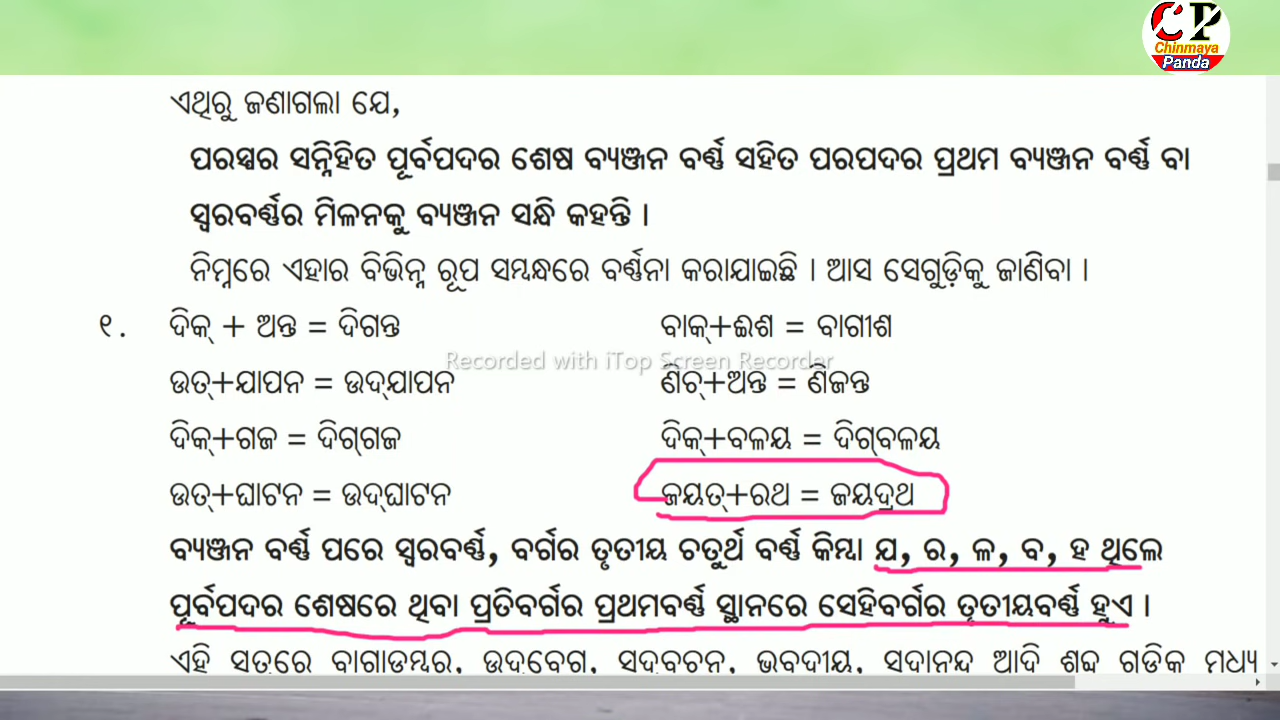 CP
Chinmaya
Panda
ଏଥିରୁ ଜଣାଗଲା ଯେ,
ପରସ୍ପର ସନ୍ନିହିତ ପୂର୍ବପଦର ଶେଷ ବ୍ୟଞ୍ଜନ ବର୍ଣ୍ଣ ସହିତ ପରପଦର ପ୍ରଥମ ବ୍ୟଞ୍ଜନ ବର୍ଣ୍ଣ ବା
ସ୍ୱରବର୍ଣ୍ଣର ମିଳନକୁ ବ୍ୟଞ୍ଜନ ସନ୍ଧି କହନ୍ତି ।
ନିମ୍ନରେ ଏହାର ବିଭିନ୍ନ ରୂପ ସମ୍ବନ୍ଧରେ ବର୍ଣ୍ଣନା କରାଯାଇଛି । ଆସ ସେଗୁଡ଼ିକୁ ଜାଣିବା ।
୧. ଦିକ୍ + ଅନ୍ତ = ଦିଗନ୍ତ ବାକ୍+ଈଶ = ବାଗୀଶ
Recorded with iTop Screen Recorder
ଉତ୍+ଯାପନ = ଉଦ୍‌ଯାପନ ଣିଚ୍+ଅନ୍ତ = ଣିଜନ୍ତ
ଦିକ୍+ଗଜ = ଦିଗ୍‌ଗଜ ଦିକ୍+ବଳୟ = ଦିଗ୍‌ବଳୟ
ଉତ୍+ଘାଟନ = ଉଦ୍‌ଘାଟନ ଜୟତ୍+ରଥ = ଜୟଦ୍ରଥ
ବ୍ୟଞ୍ଜନ ବର୍ଣ୍ଣ ପରେ ସ୍ୱରବର୍ଣ୍ଣ, ବର୍ଗର ତୃତୀୟ ଚତୁର୍ଥ ବର୍ଣ୍ଣ କିମ୍ବା ଯ, ର, ଳ, ବ, ହ ଥିଲେ
ପୂର୍ବପଦର ଶେଷରେ ଥିବା ପ୍ରତିବର୍ଗର ପ୍ରଥମବର୍ଣ୍ଣ ସ୍ଥାନରେ ସେହିବର୍ଗର ତୃତୀୟବର୍ଣ୍ଣ ହୁଏ ।
ଏହି ସୂତ୍ରରେ ବାଗାଡମ୍ବର, ଉଦ୍‌ବେଗ, ସଦ୍‌ବଚନ, ଭବଦୀୟ, ସଦାନନ୍ଦ ଆଦି ଶବ୍ଦ ଗୁଡିକ ମଧ୍ୟ